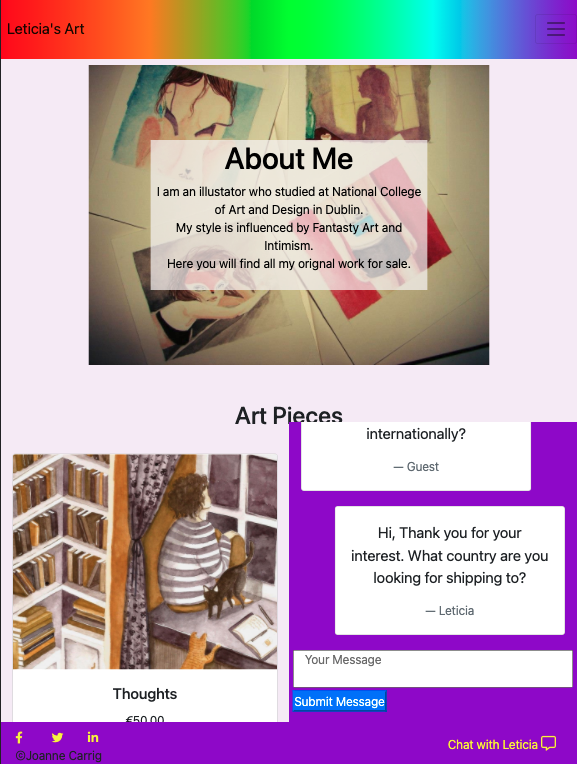 Leticia's Art
About Me
I am an illustator who studied at National College
of Art and Design in Dublin.
My style is influenced by Fantasty Art and
Intimism.
Here you will find all my orignal work for sale.
Art Pieces
internationally?
— Guest
Hi, Thank you for your
interest. What country are you
looking for shipping to?
— Leticia
Your Message
Submit Message
Thoughts
€50.00
Chat with Leticia
©Joanne Carrig